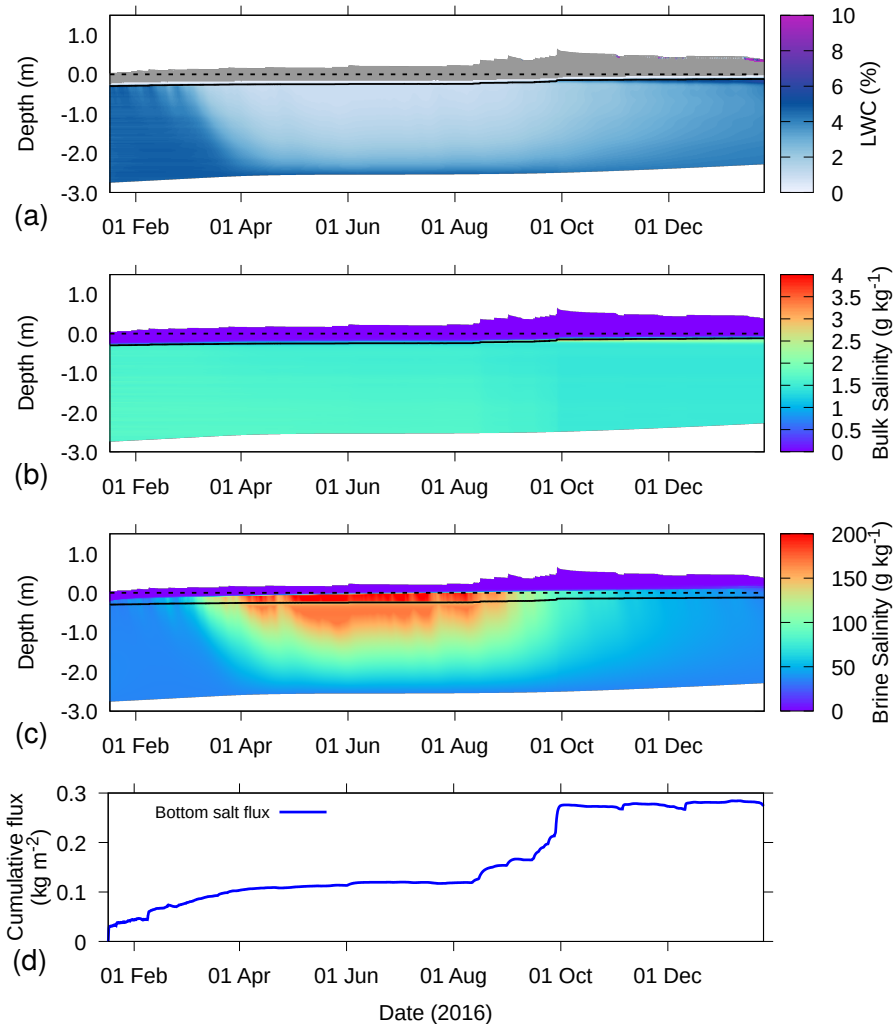 1.0
0.0
-1.0
-2.0
-3.0
Depth (m)
10
8
6
4
2
0
LWC (%)
(a)
01 Feb 01 Apr 01 Jun 01 Aug 01 Oct 01 Dec
1.0
0.0
-1.0
-2.0
-3.0
Depth (m)
4
3.5
3
2.5
2
1.5
1
0.5
0
Bulk Salinity (g kg-1)
(b)
01 Feb 01 Apr 01 Jun 01 Aug 01 Oct 01 Dec
1.0
0.0
-1.0
-2.0
-3.0
Depth (m)
200
150
100
50
0
Brine Salinity (g kg-1)
(c)
01 Feb 01 Apr 01 Jun 01 Aug 01 Oct 01 Dec
0.3
0.2
0.1
0
Cumulative flux
(kg m-2)
Bottom salt flux
(d)
01 Feb 01 Apr 01 Jun 01 Aug 01 Oct 01 Dec
Date (2016)